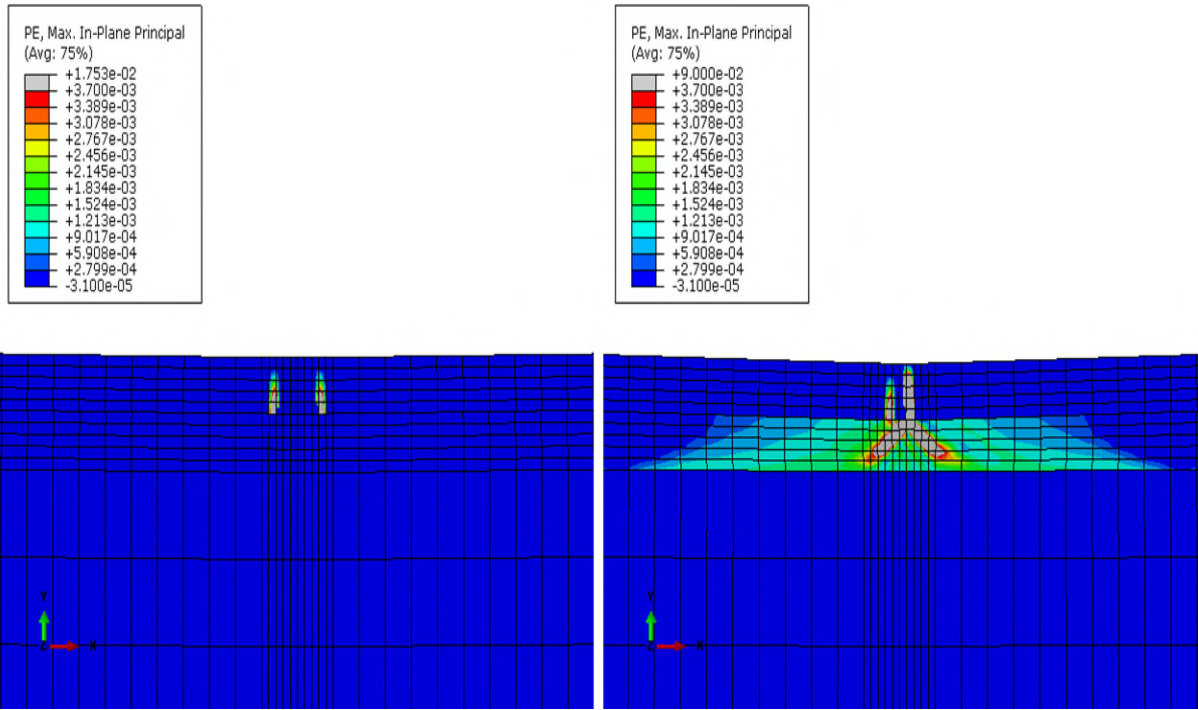 PE, Max. In-Plane Principal
(Avg: 75%)
+1.753e-02
+3.700e-03
+3.389e-03
+3.078e-03
+2.767e-03
+2.456e-03
+2.145e-03
+1.834e-03
+1.524e-03
+1.213e-03
+9.017e-04
+5.908e-04
+2.799e-04
-3.100e-05
PE, Max. In-Plane Principal
(Avg: 75%)
+9.000e-02
+3.700e-03
+3.389e-03
+3.078e-03
+2.767e-03
+2.456e-03
+2.145e-03
+1.834e-03
+1.524e-03
+1.213e-03
+9.017e-04
+5.908e-04
+2.799e-04
-3.100e-05
Y
Z X
Y
Z X